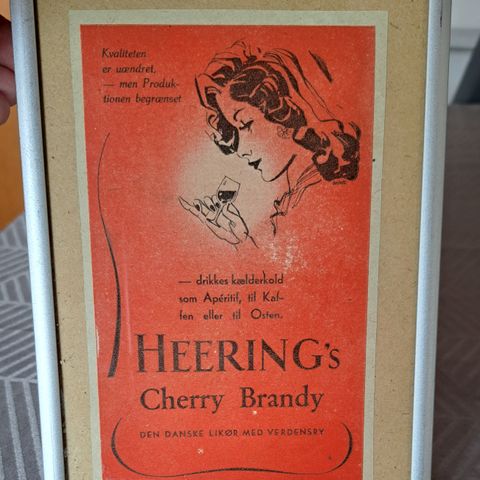 Kvaliteten
er uændret,
— men Produk-
tionen begrænset
— drikkes kælderkold
som Apéritif, til Kaf-
fen eller til Osten.
HEERING's
Cherry Brandy
DEN DANSKE LIKØR MED VERDENSRY